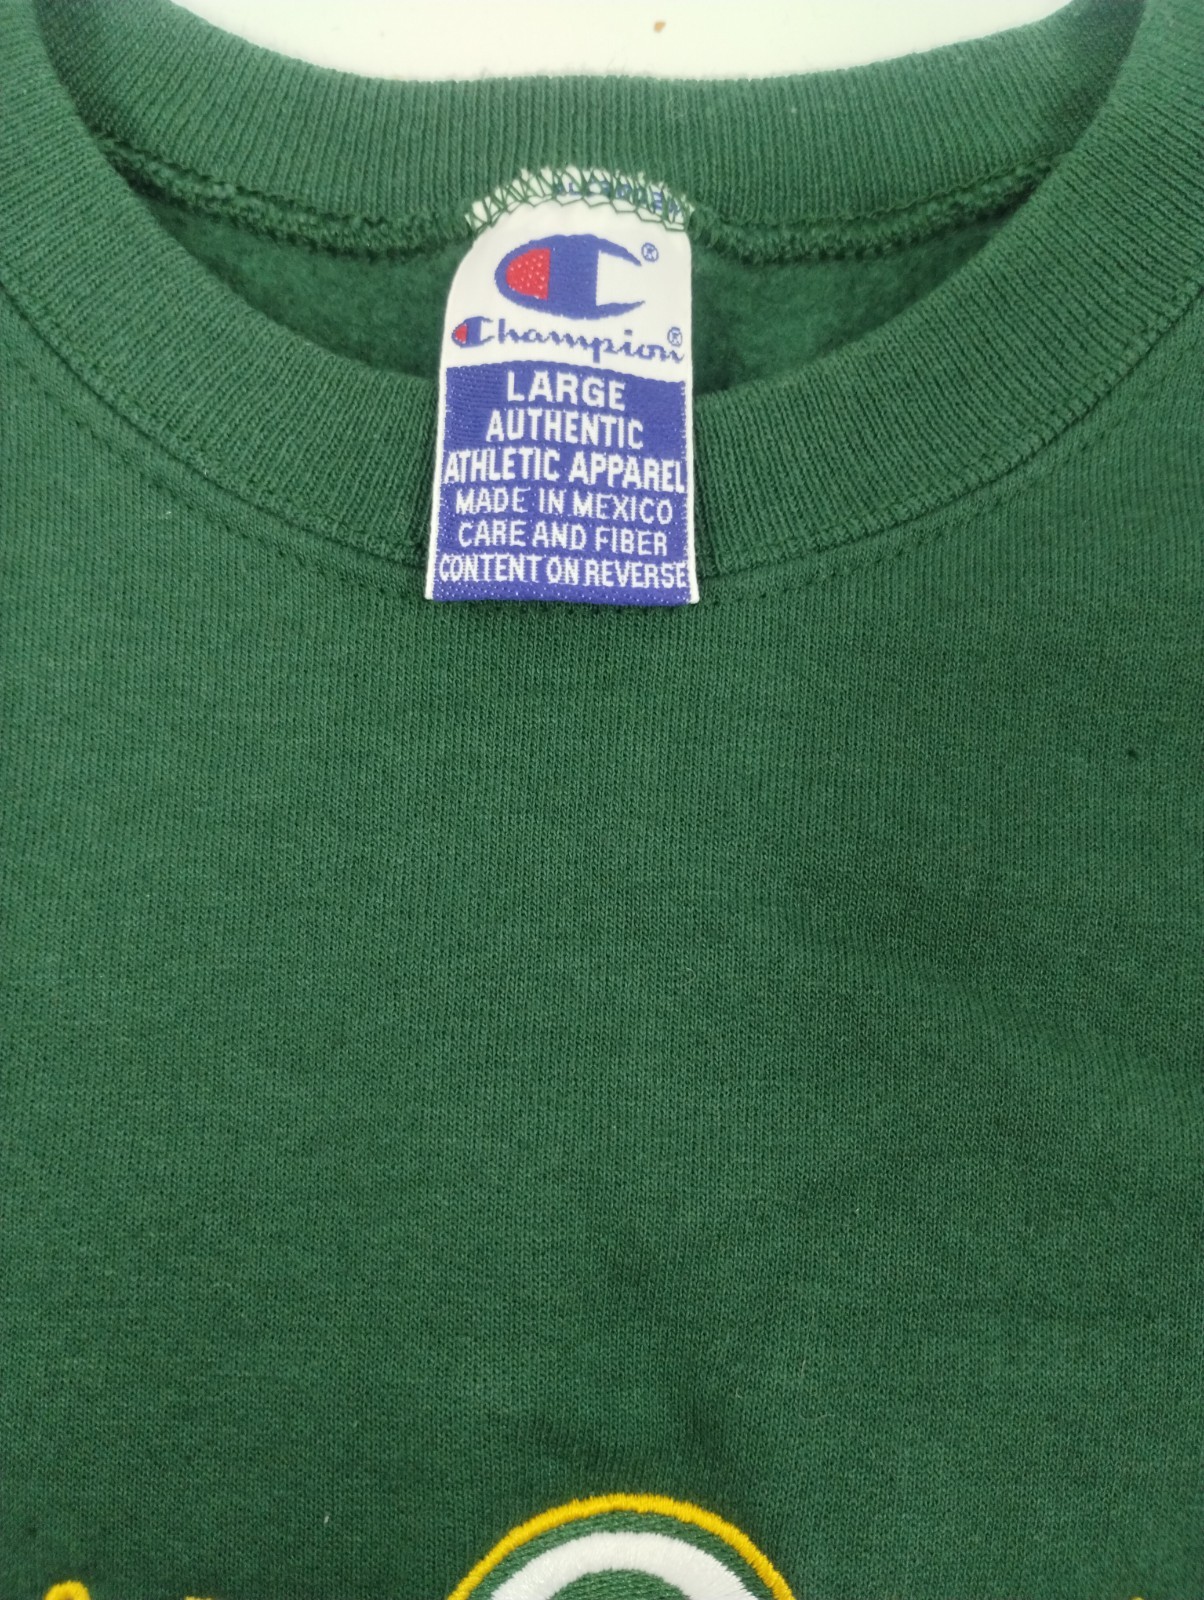 Champion
LARGE
AUTHENTIC
ATHLETIC APPAREL
MADE IN MEXICO
CARE AND FIBER
CONTENT ON REVERSE